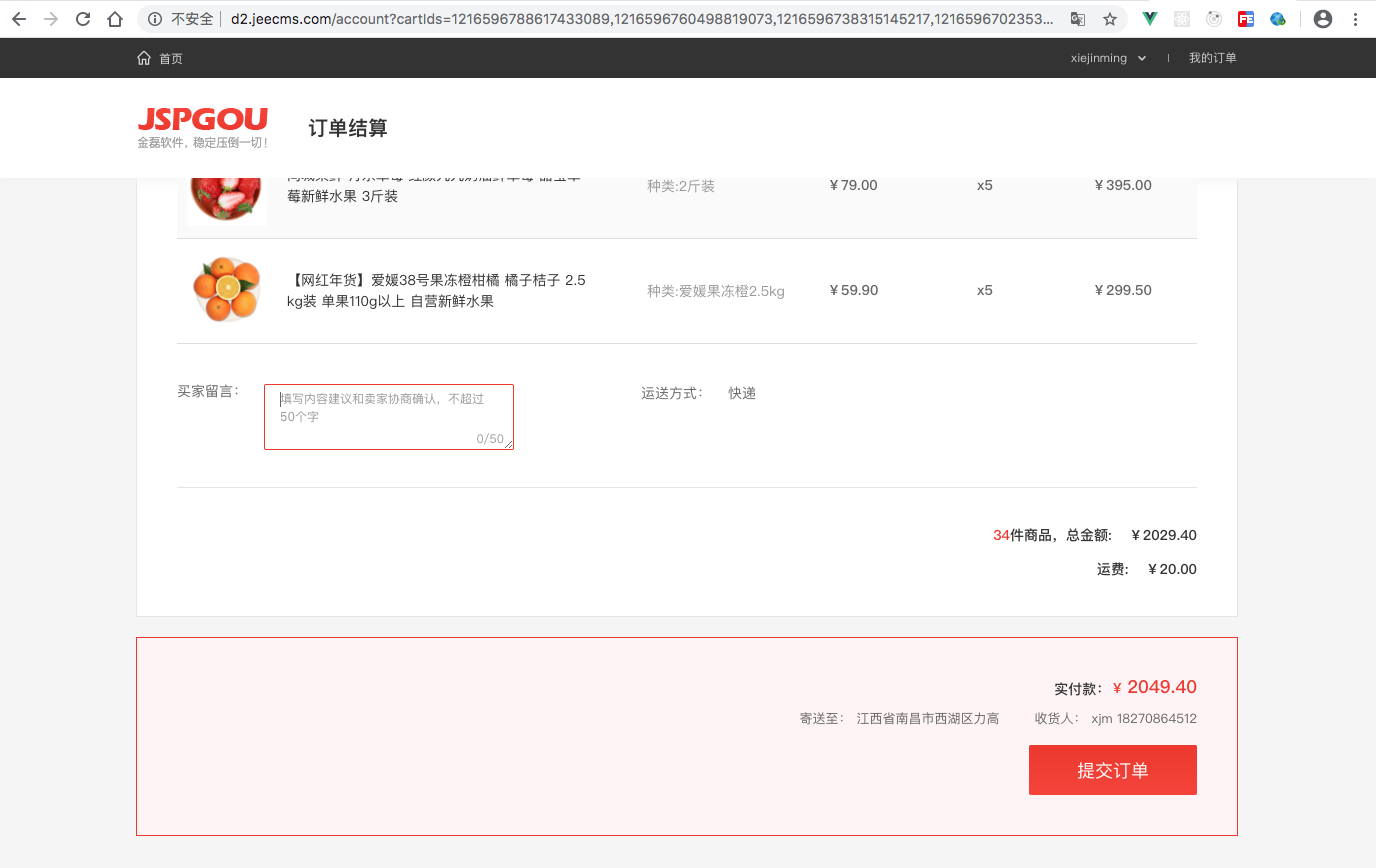 不安全 d2.jeecms.com/account?cartIds=1216596788617433089,1216596760498819073,1216596738315145217,1216596702353...
首页
xiejinming
我的订单
JSPGOU
金磊软件，稳定压倒一切！
订单结算
莓新鲜水果 3斤装
种类:2斤装
¥ 79.00
x5
¥ 395.00
【网红年货】爱媛38号果冻橙柑橘 橘子桔子 2.5
kg装 单果110g以上 自营新鲜水果
种类:爱媛果冻橙2.5kg
¥ 59.90
x5
¥ 299.50
买家留言：
填写内容建议和卖家协商确认，不超过
50个字
0/50
运送方式： 快递
34件商品，总金额: ¥ 2029.40
运费: ¥ 20.00
实付款： ¥ 2049.40
寄送至： 江西省南昌市西湖区力高 收货人： xjm 18270864512
提交订单